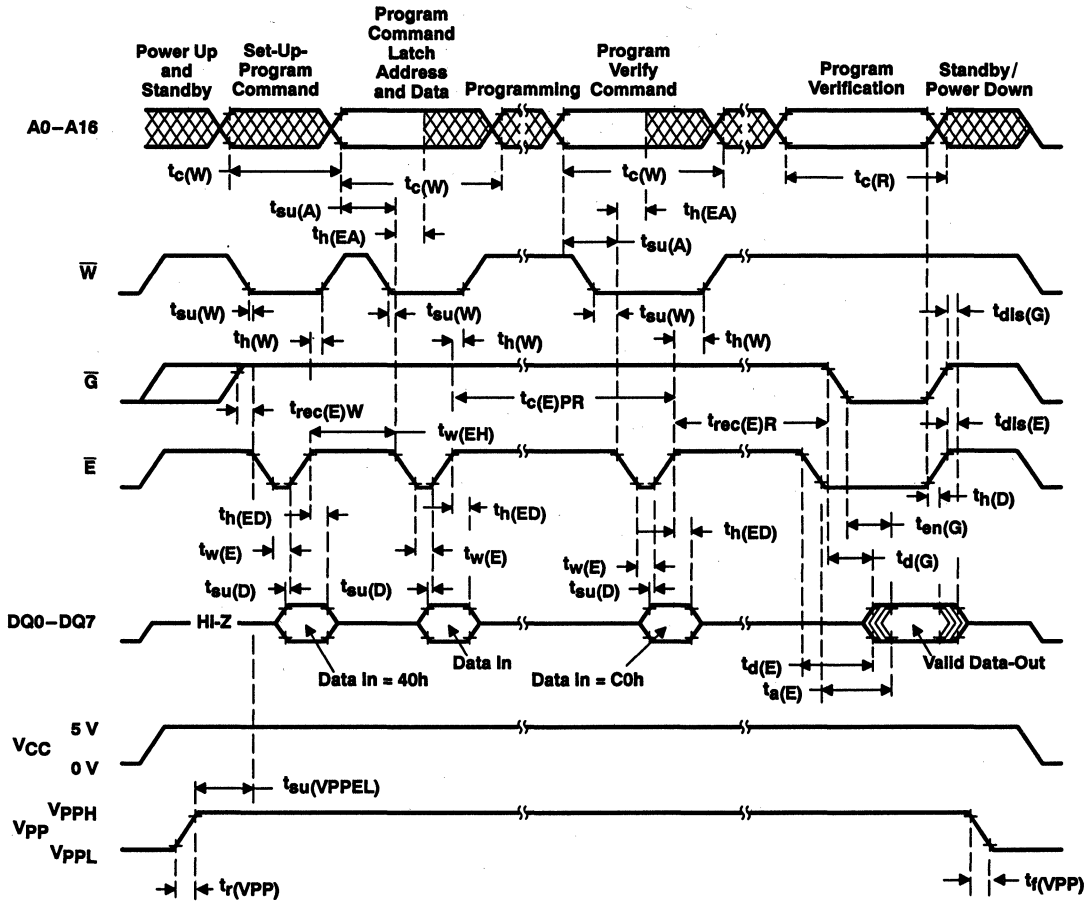 Power Up
and
Standby
Set-Up-
Program
Command
Program
Command
Latch
Address
and Data
Programming
Program
Verify
Command
Program
Verification
Standby/
Power Down
A0–A16
tc(W)
tc(W)
tc(W)
tc(R)
tsu(A)
th(EA)
th(EA)
tsu(A)
W
tsu(W)
tsu(W)
tsu(W)
tdis(G)
th(W)
th(W)
th(W)
G
trec(E)W
tc(E)PR
trec(E)R
tdis(E)
tw(EH)
E
th(D)
th(ED)
th(ED)
th(ED)
ten(G)
tw(E)
tw(E)
tw(E)
td(G)
tsu(D)
tsu(D)
tsu(D)
DQ0–DQ7
HI-Z
Data In = 40h
Data In
Data In = C0h
Valid Data-Out
td(E)
ta(E)
5 V
VCC
0 V
tsu(VPPEL)
VPPH
VPP
VPPL
tr(VPP)
tf(VPP)